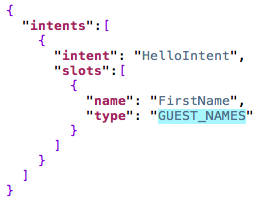 {
"intents":[
{
"intent": "HelloIntent",
"slots":[
{
"name": "FirstName",
"type": "GUEST_NAMES"
}
]
}
]
}